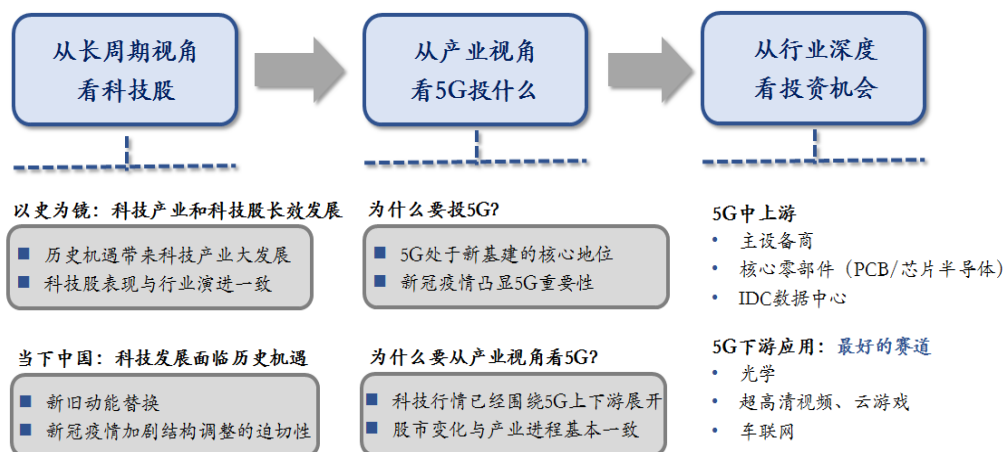 从长周期视角
看科技股
从产业视角
看5G投什么
从行业深度
看投资机会
以史为镜：科技产业和科技股长效发展
■ 历史机遇带来科技产业大发展
■ 科技股表现与行业演进一致
当下中国：科技发展面临历史机遇
■ 新旧动能替换
■ 新冠疫情加剧结构调整的迫切性
为什么要投5G？
■ 5G处于新基建的核心地位
■ 新冠疫情凸显5G重要性
为什么要从产业视角看5G？
■ 科技行情已经围绕5G上下游展开
■ 股市变化与产业进程基本一致
5G中上游
• 主设备商
• 核心零部件（PCB/芯片半导体）
• IDC数据中心
5G下游应用：最好的赛道
• 光学
• 超高清视频、云游戏
• 车联网